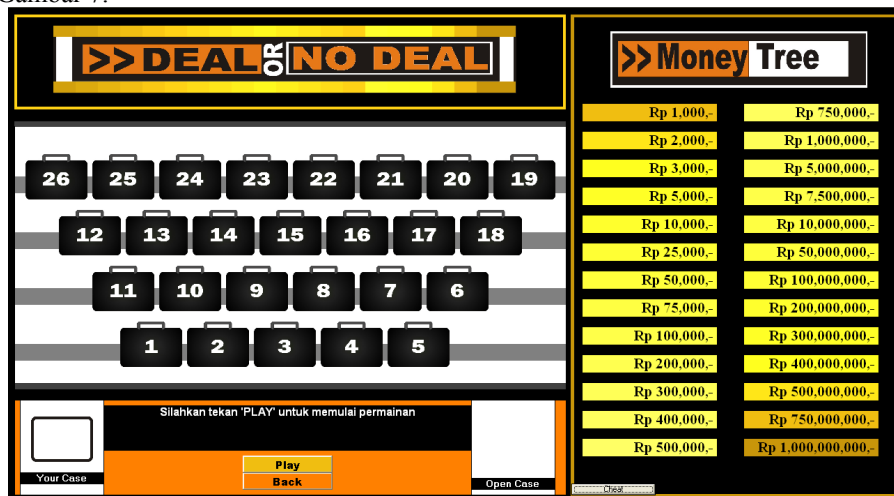 Gambar 7.
>>DEAL OR NO DEAL
>>Money Tree
26 25 24 23 22 21 20 19
12 13 14 15 16 17 18
11 10 9 8 7 6
1 2 3 4 5
Rp 1,000,- Rp 750,000,-
Rp 2,000,- Rp 1,000,000,-
Rp 3,000,- Rp 5,000,000,-
Rp 5,000,- Rp 7,500,000,-
Rp 10,000,- Rp 10,000,000,-
Rp 25,000,- Rp 50,000,000,-
Rp 50,000,- Rp 100,000,000,-
Rp 75,000,- Rp 200,000,000,-
Rp 100,000,- Rp 300,000,000,-
Rp 200,000,- Rp 400,000,000,-
Rp 300,000,- Rp 500,000,000,-
Rp 400,000,- Rp 750,000,000,-
Rp 500,000,- Rp 1,000,000,000,-
Silahkan tekan 'PLAY' untuk memulai permainan
Play
Back
Your Case
Open Case
Cheat